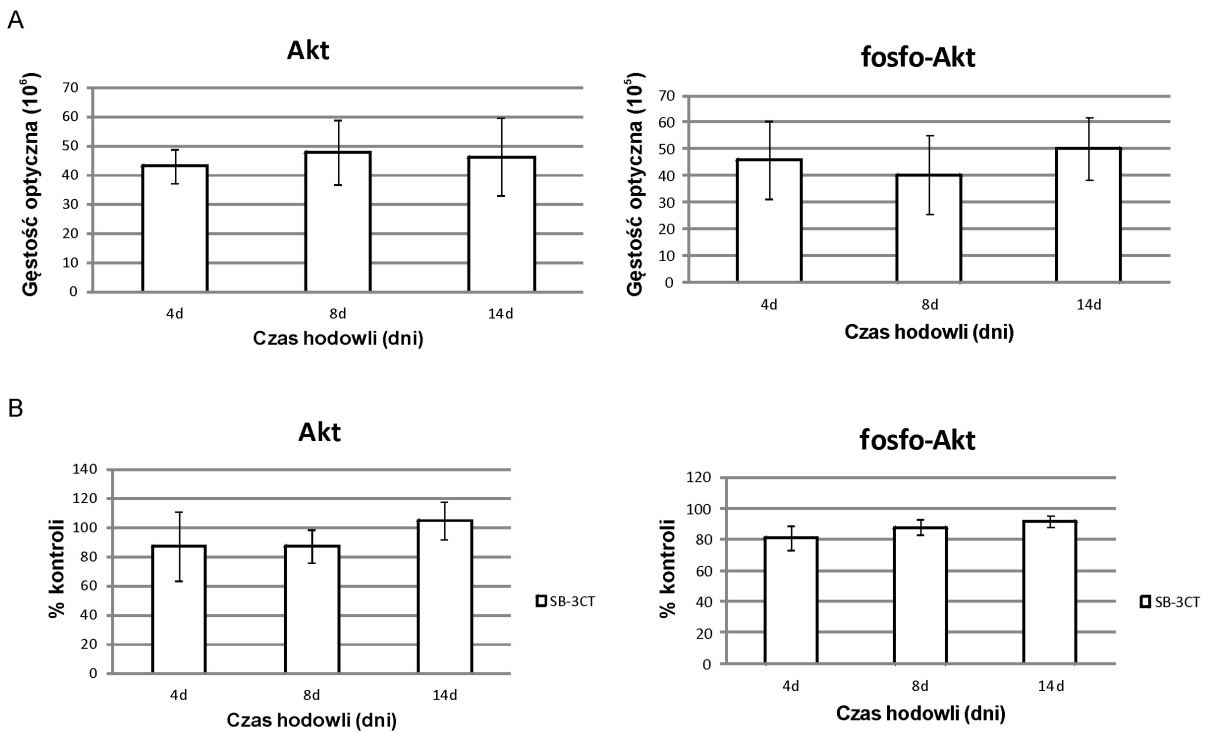 A
Akt
Gęstość optyczna (10⁶)
70
60
50
40
30
20
10
0
4d 8d 14d
Czas hodowli (dni)
fosfo-Akt
Gęstość optyczna (10⁵)
70
60
50
40
30
20
10
0
4d 8d 14d
Czas hodowli (dni)
B
Akt
% kontroli
140
120
100
80
60
40
20
0
4d 8d 14d
Czas hodowli (dni)
SB-3CT
fosfo-Akt
% kontroli
120
100
80
60
40
20
0
4d 8d 14d
Czas hodowli (dni)
SB-3CT